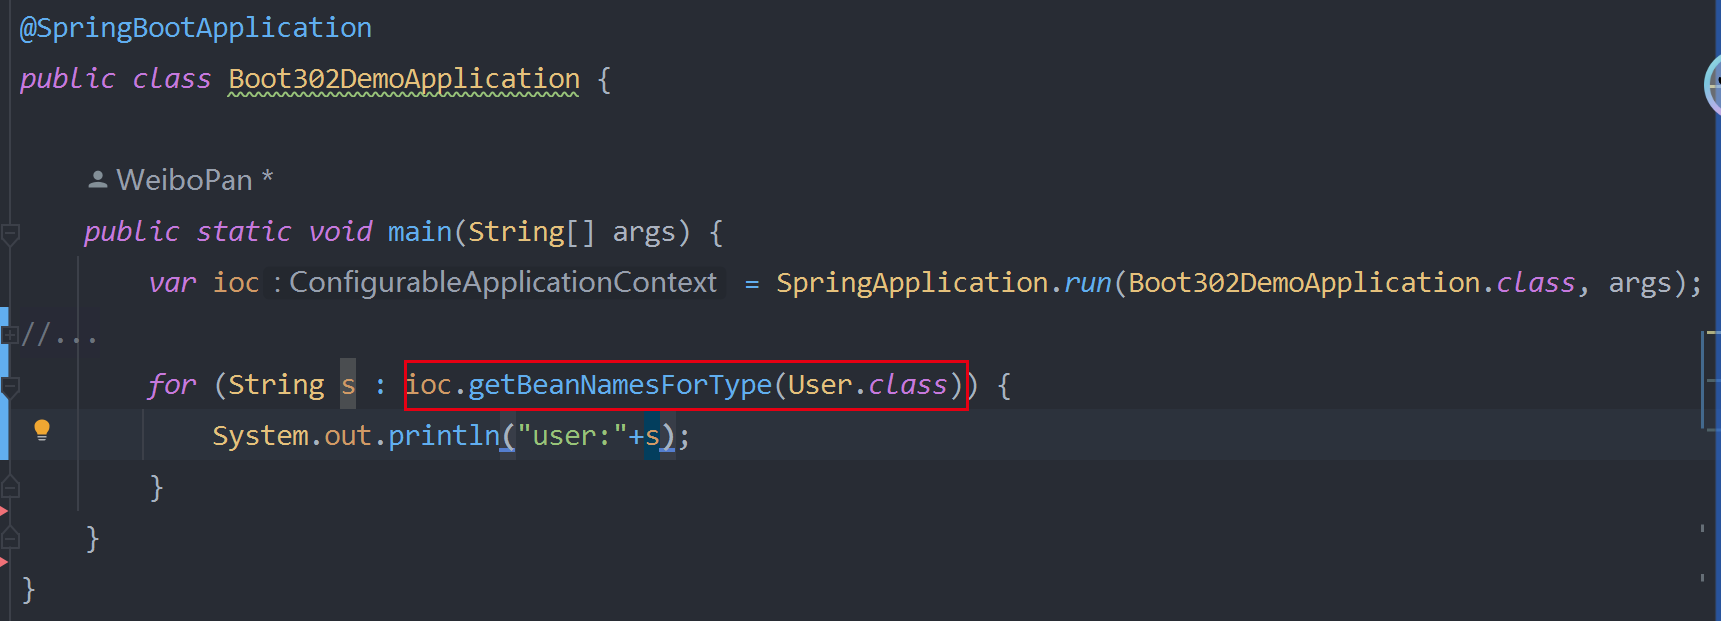 @SpringBootApplication
public class Boot302DemoApplication {
WeiboPan *
public static void main(String[] args) {
var ioc : ConfigurableApplicationContext = SpringApplication.run(Boot302DemoApplication.class, args);
//...
for (String s : ioc.getBeanNamesForType(User.class)) {
System.out.println("user:"+s);
}
}
}